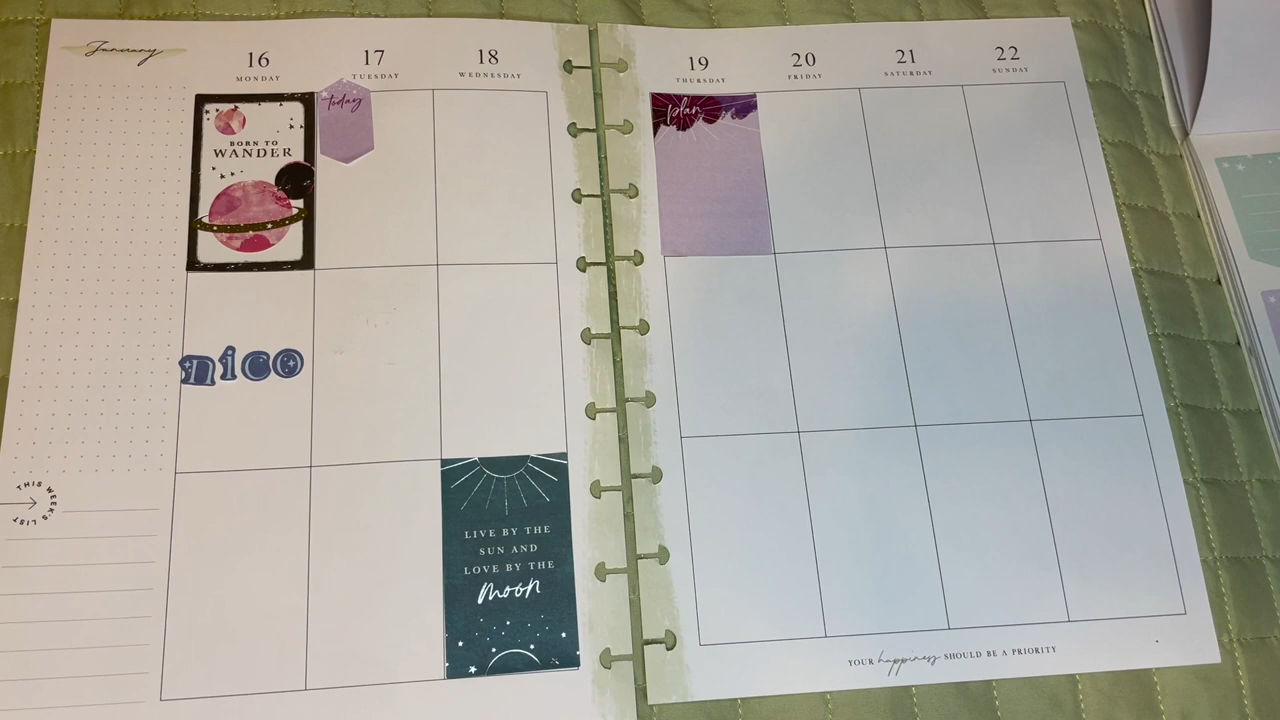 January
16
MONDAY
17
TUESDAY
18
WEDNESDAY
BORN TO
WANDER
today
nico
THIS WEEK'S LIST
LIVE BY THE
SUN AND
LOVE BY THE
moon
19
THURSDAY
20
FRIDAY
21
SATURDAY
22
SUNDAY
plan
YOUR happiness SHOULD BE A PRIORITY